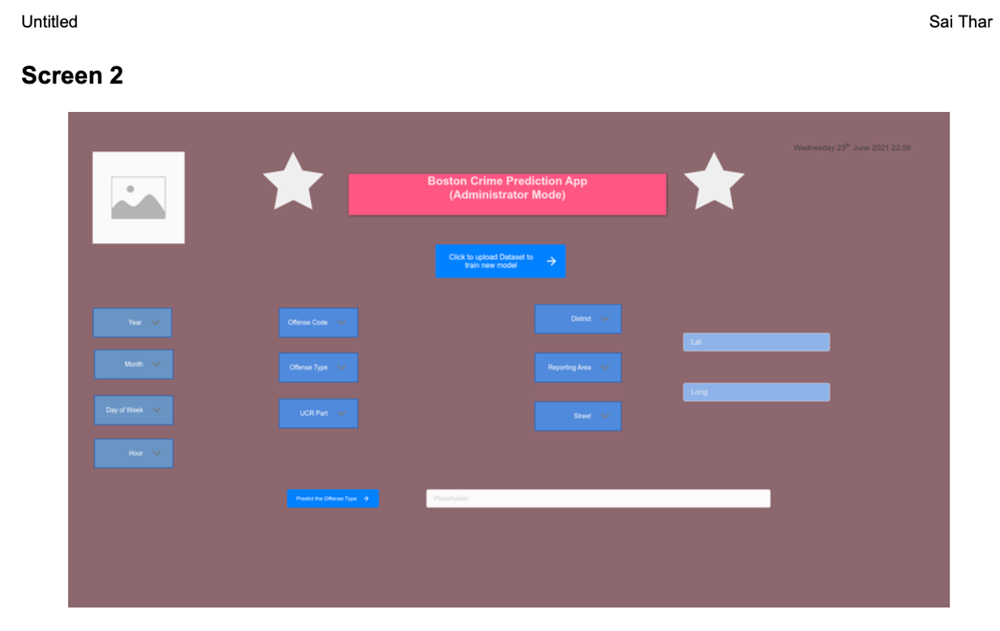 Untitled
Sai Thar
Screen 2
Wednesday 23th June 2021 22:58
Boston Crime Prediction App
(Administrator Mode)
Click to upload Dataset to
train new model
Year
Offense Code
District
Lat
Month
Offense Type
Reporting Area
Long
Day of Week
UCR Part
Street
Hour
Predict the Offense Type
Placeholder